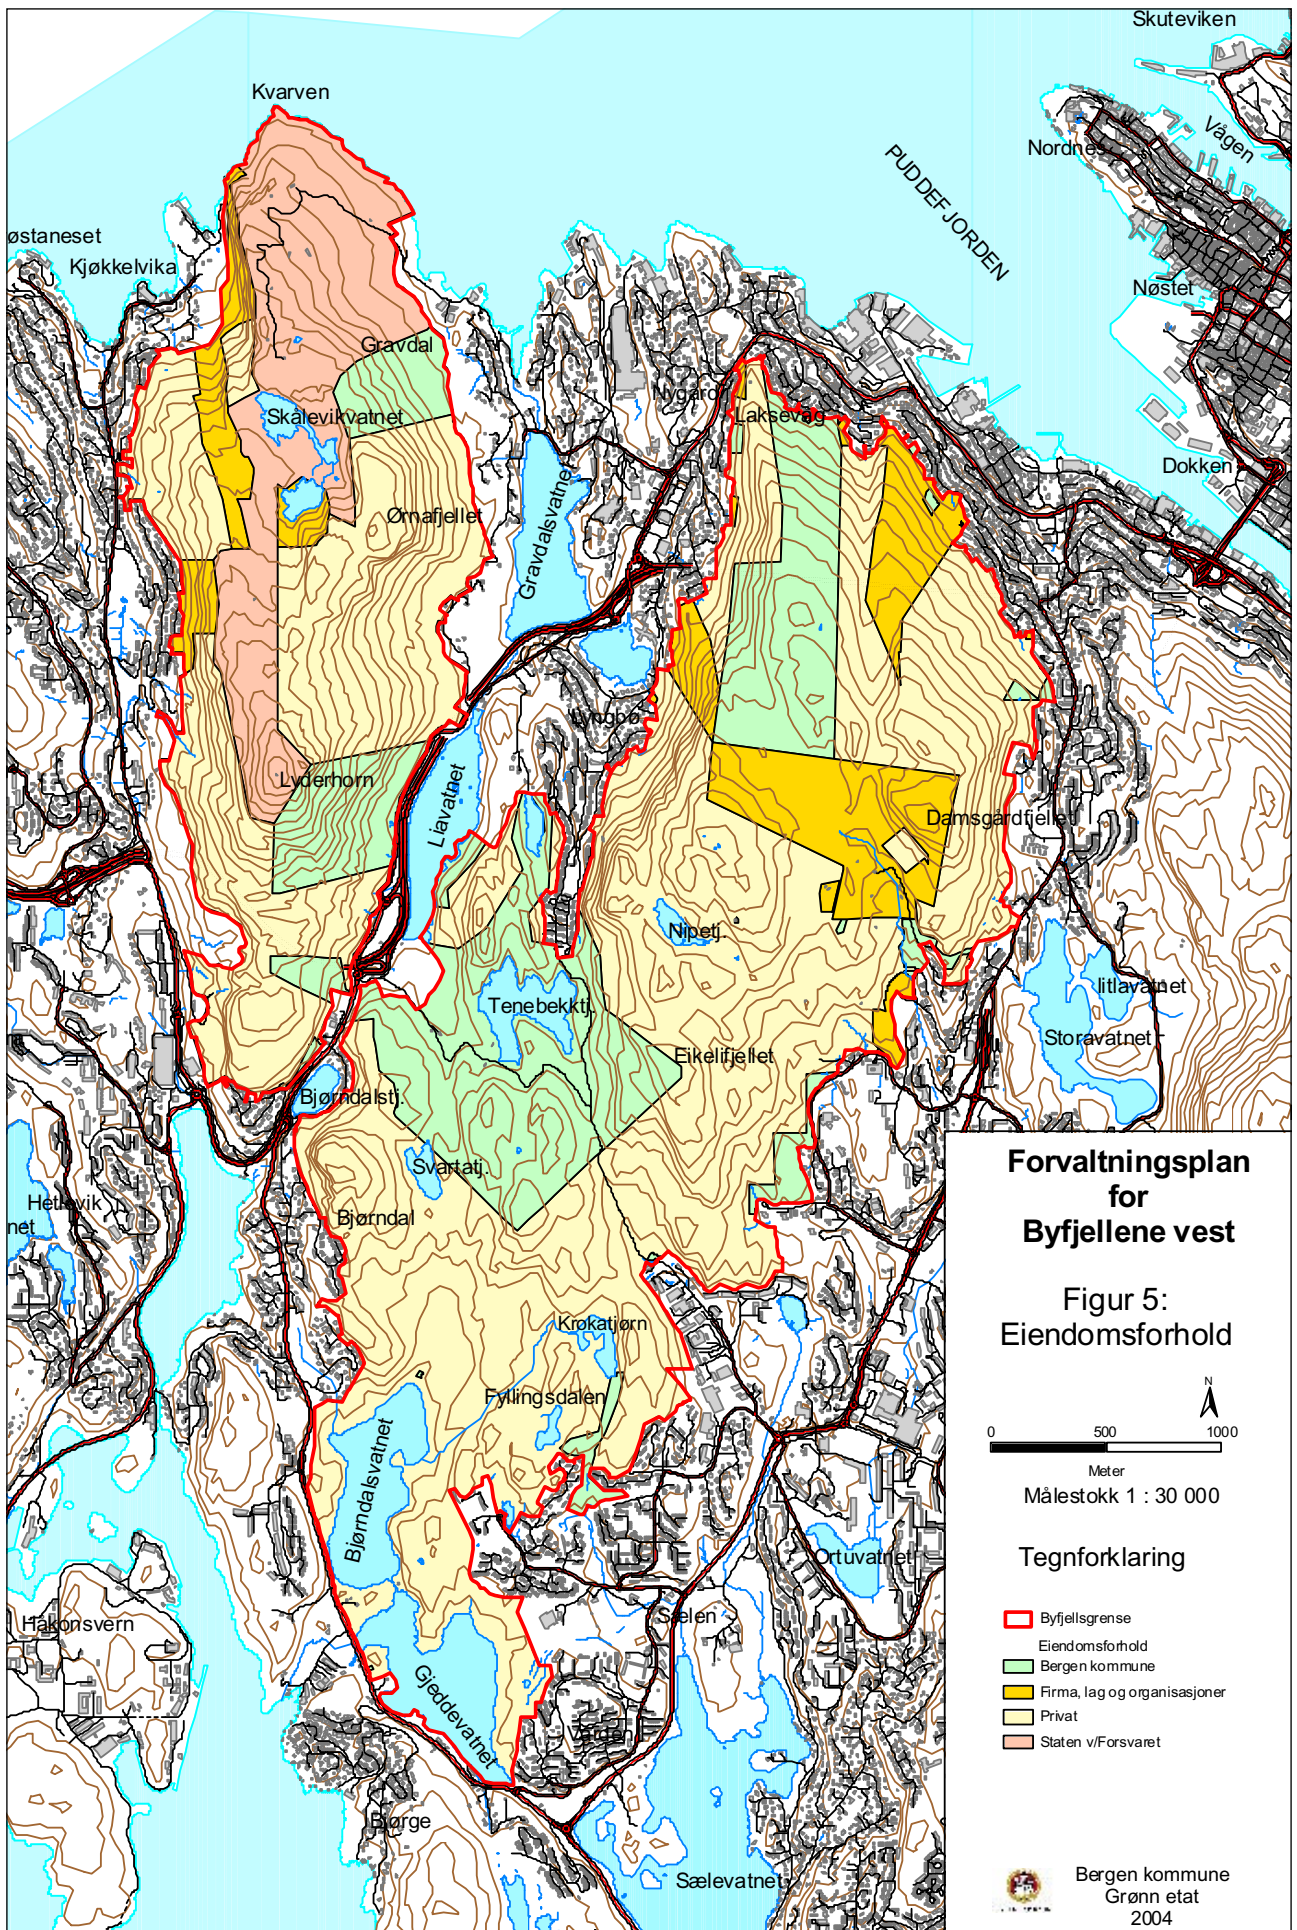 Skuteviken
Kvarven
Vågen
Nordnes
PUDDEFJORDEN
østaneset
Kjøkkelvika
Nøstet
Gravdal
Nygård
Laksevåg
Skålevikvatnet
Dokken
Ørnafjellet
Gravdalsvatnet
Lyngbø
Lyderhorn
Liavatnet
Damsgårdfjellet
Nipetj.
Tenebekktj.
litlavatnet
Storavatnet
Eikelifjellet
Bjørndalstj.
Svartatj.
Hetlevik
net
Bjørndal
Krokatjørn
Fyllingsdalen
Bjørndalsvatnet
Ortuvatnet
Sælen
Håkonsvern
Gjeddevatnet
Bjørge
Sælevatnet
Forvaltningsplan
for
Byfjellene vest
Figur 5:
Eiendomsforhold
N
0 500 1000
Meter
Målestokk 1 : 30 000
Tegnforklaring
Byfjellsgrense
Eiendomsforhold
Bergen kommune
Firma, lag og organisasjoner
Privat
Staten v/Forsvaret
Bergen kommune
Grønn etat
2004